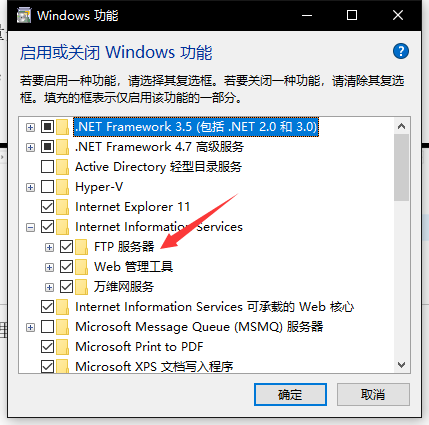 Windows 功能
启用或关闭 Windows 功能
若要启用一种功能，请选择其复选框。若要关闭一种功能，请清除其复选
框。填充的框表示仅启用该功能的一部分。
.NET Framework 3.5 (包括 .NET 2.0 和 3.0)
.NET Framework 4.7 高级服务
Active Directory 轻型目录服务
Hyper-V
Internet Explorer 11
Internet Information Services
FTP 服务器
Web 管理工具
万维网服务
Internet Information Services 可承载的 Web 核心
Microsoft Message Queue (MSMQ) 服务器
Microsoft Print to PDF
Microsoft XPS 文档写入程序
确定
取消